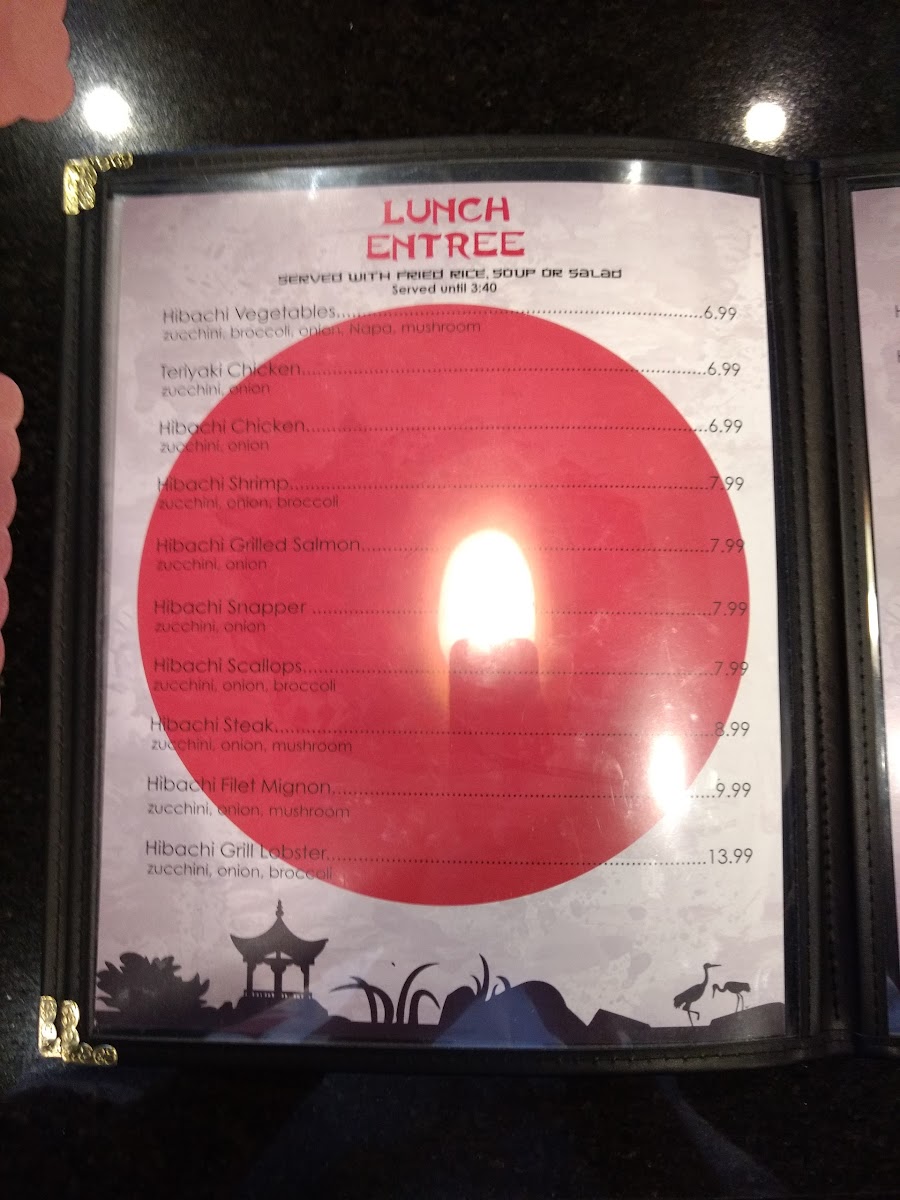 LUNCH
ENTREE
SERVED WITH FRIED RICE, SOUP OR SALAD
Served until 3:40
Hibachi Vegetables....................6.99
zucchini, broccoli, onion, Napa, mushroom
Teriyaki Chicken....................6.99
zucchini, onion
Hibachi Chicken....................6.99
zucchini, onion
Hibachi Shrimp....................7.99
zucchini, onion, broccoli
Hibachi Grilled Salmon....................7.99
zucchini, onion
Hibachi Snapper ....................7.99
zucchini, onion
Hibachi Scallops....................7.99
zucchini, onion, broccoli
Hibachi Steak....................8.99
zucchini, onion, mushroom
Hibachi Filet Mignon....................9.99
zucchini, onion, mushroom
Hibachi Grill Lobster....................13.99
zucchini, onion, broccoli